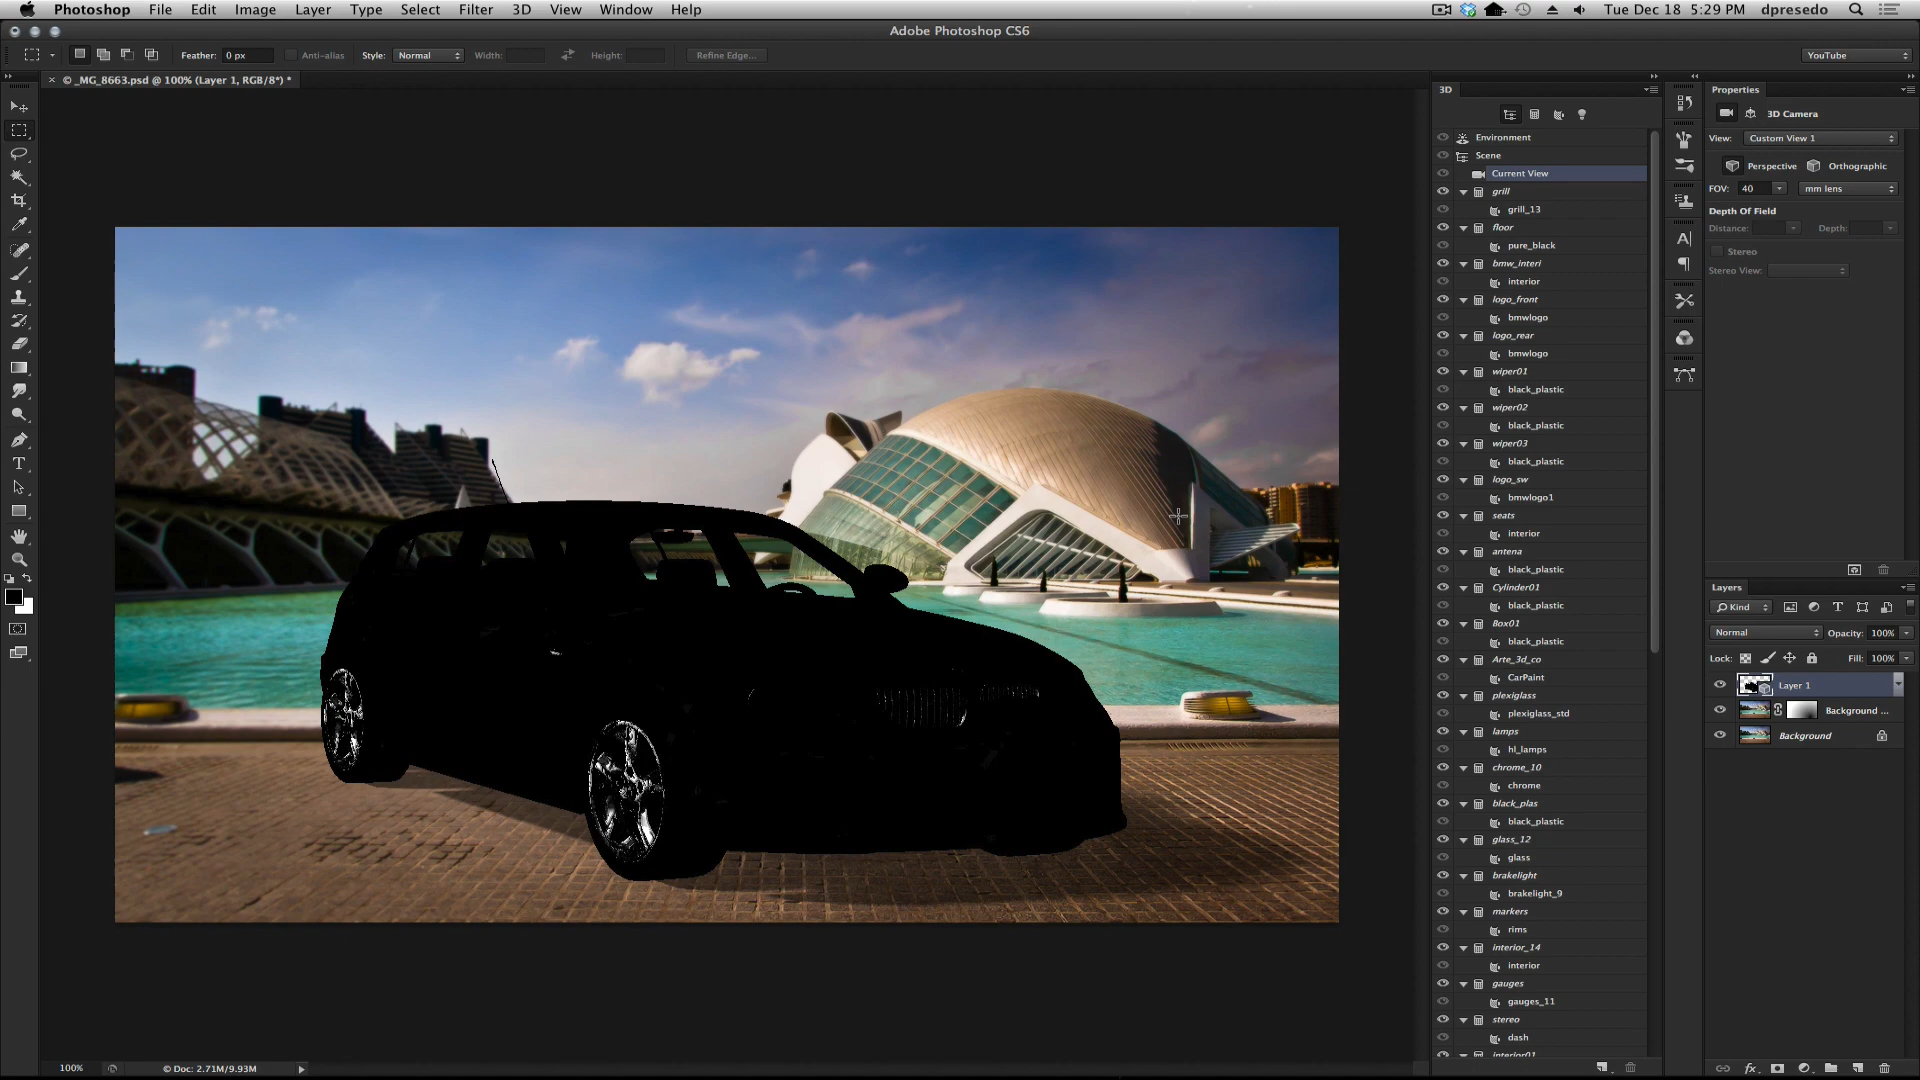 Photoshop File Edit Image Layer Type Select Filter 3D View Window Help Tue Dec 18 5:29 PM dpresedo
Adobe Photoshop CS6
Feather: 0 px Anti-alias Style: Normal Width: Height: Refine Edge... YouTube
× © _MG_8663.psd @ 100% (Layer 1, RGB/8*) *
3D
Environment
Scene
Current View
grill
grill_13
floor
pure_black
bmw_interi
interior
logo_front
bmwlogo
logo_rear
bmwlogo
wiper01
black_plastic
wiper02
black_plastic
wiper03
black_plastic
logo_sw
bmwlogo1
seats
interior
antena
black_plastic
Cylinder01
black_plastic
Box01
black_plastic
Arte_3d_co
CarPaint
plexiglass
plexiglass_std
lamps
hl_lamps
chrome_10
chrome
black_plas
black_plastic
glass_12
glass
brakelight
brakelight_9
markers
rims
interior_14
interior
gauges
gauges_11
stereo
dash
interior01
Properties
3D Camera
View: Custom View 1
Perspective Orthographic
FOV: 40 mm lens
Depth Of Field
Distance: Depth:
Stereo
Stereo View:
Layers
Kind
Normal Opacity: 100%
Lock: Fill: 100%
Layer 1
Background ...
Background
100% © Doc: 2.71M/9.93M